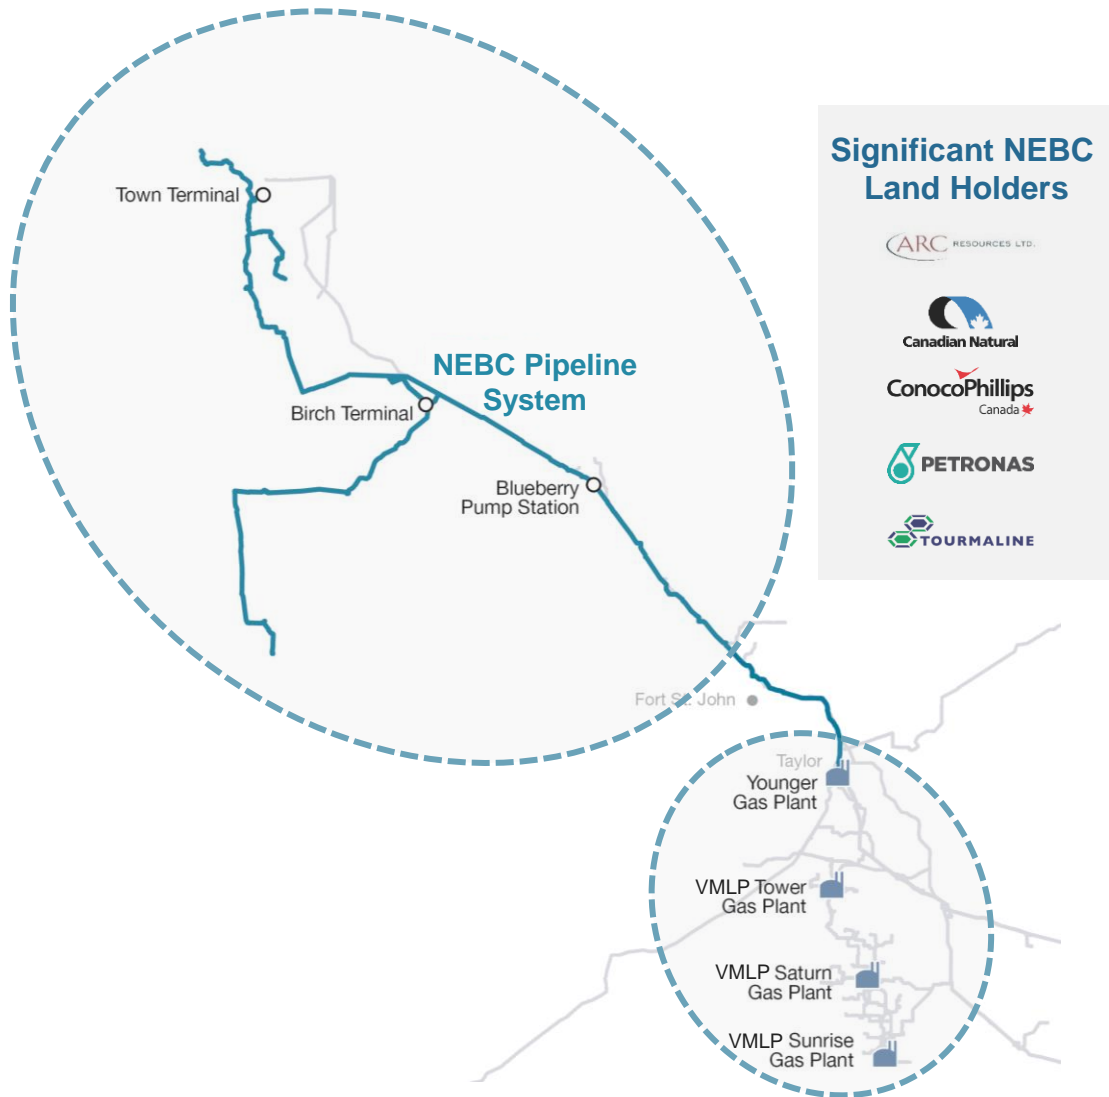 Significant NEBC
Land Holders
ARC RESOURCES LTD.
Canadian Natural
ConocoPhillips
Canada
PETRONAS
TOURMALINE
Town Terminal
NEBC Pipeline
System
Birch Terminal
Blueberry
Pump Station
Fort St. John
Taylor
Younger
Gas Plant
VMLP Tower
Gas Plant
VMLP Saturn
Gas Plant
VMLP Sunrise
Gas Plant